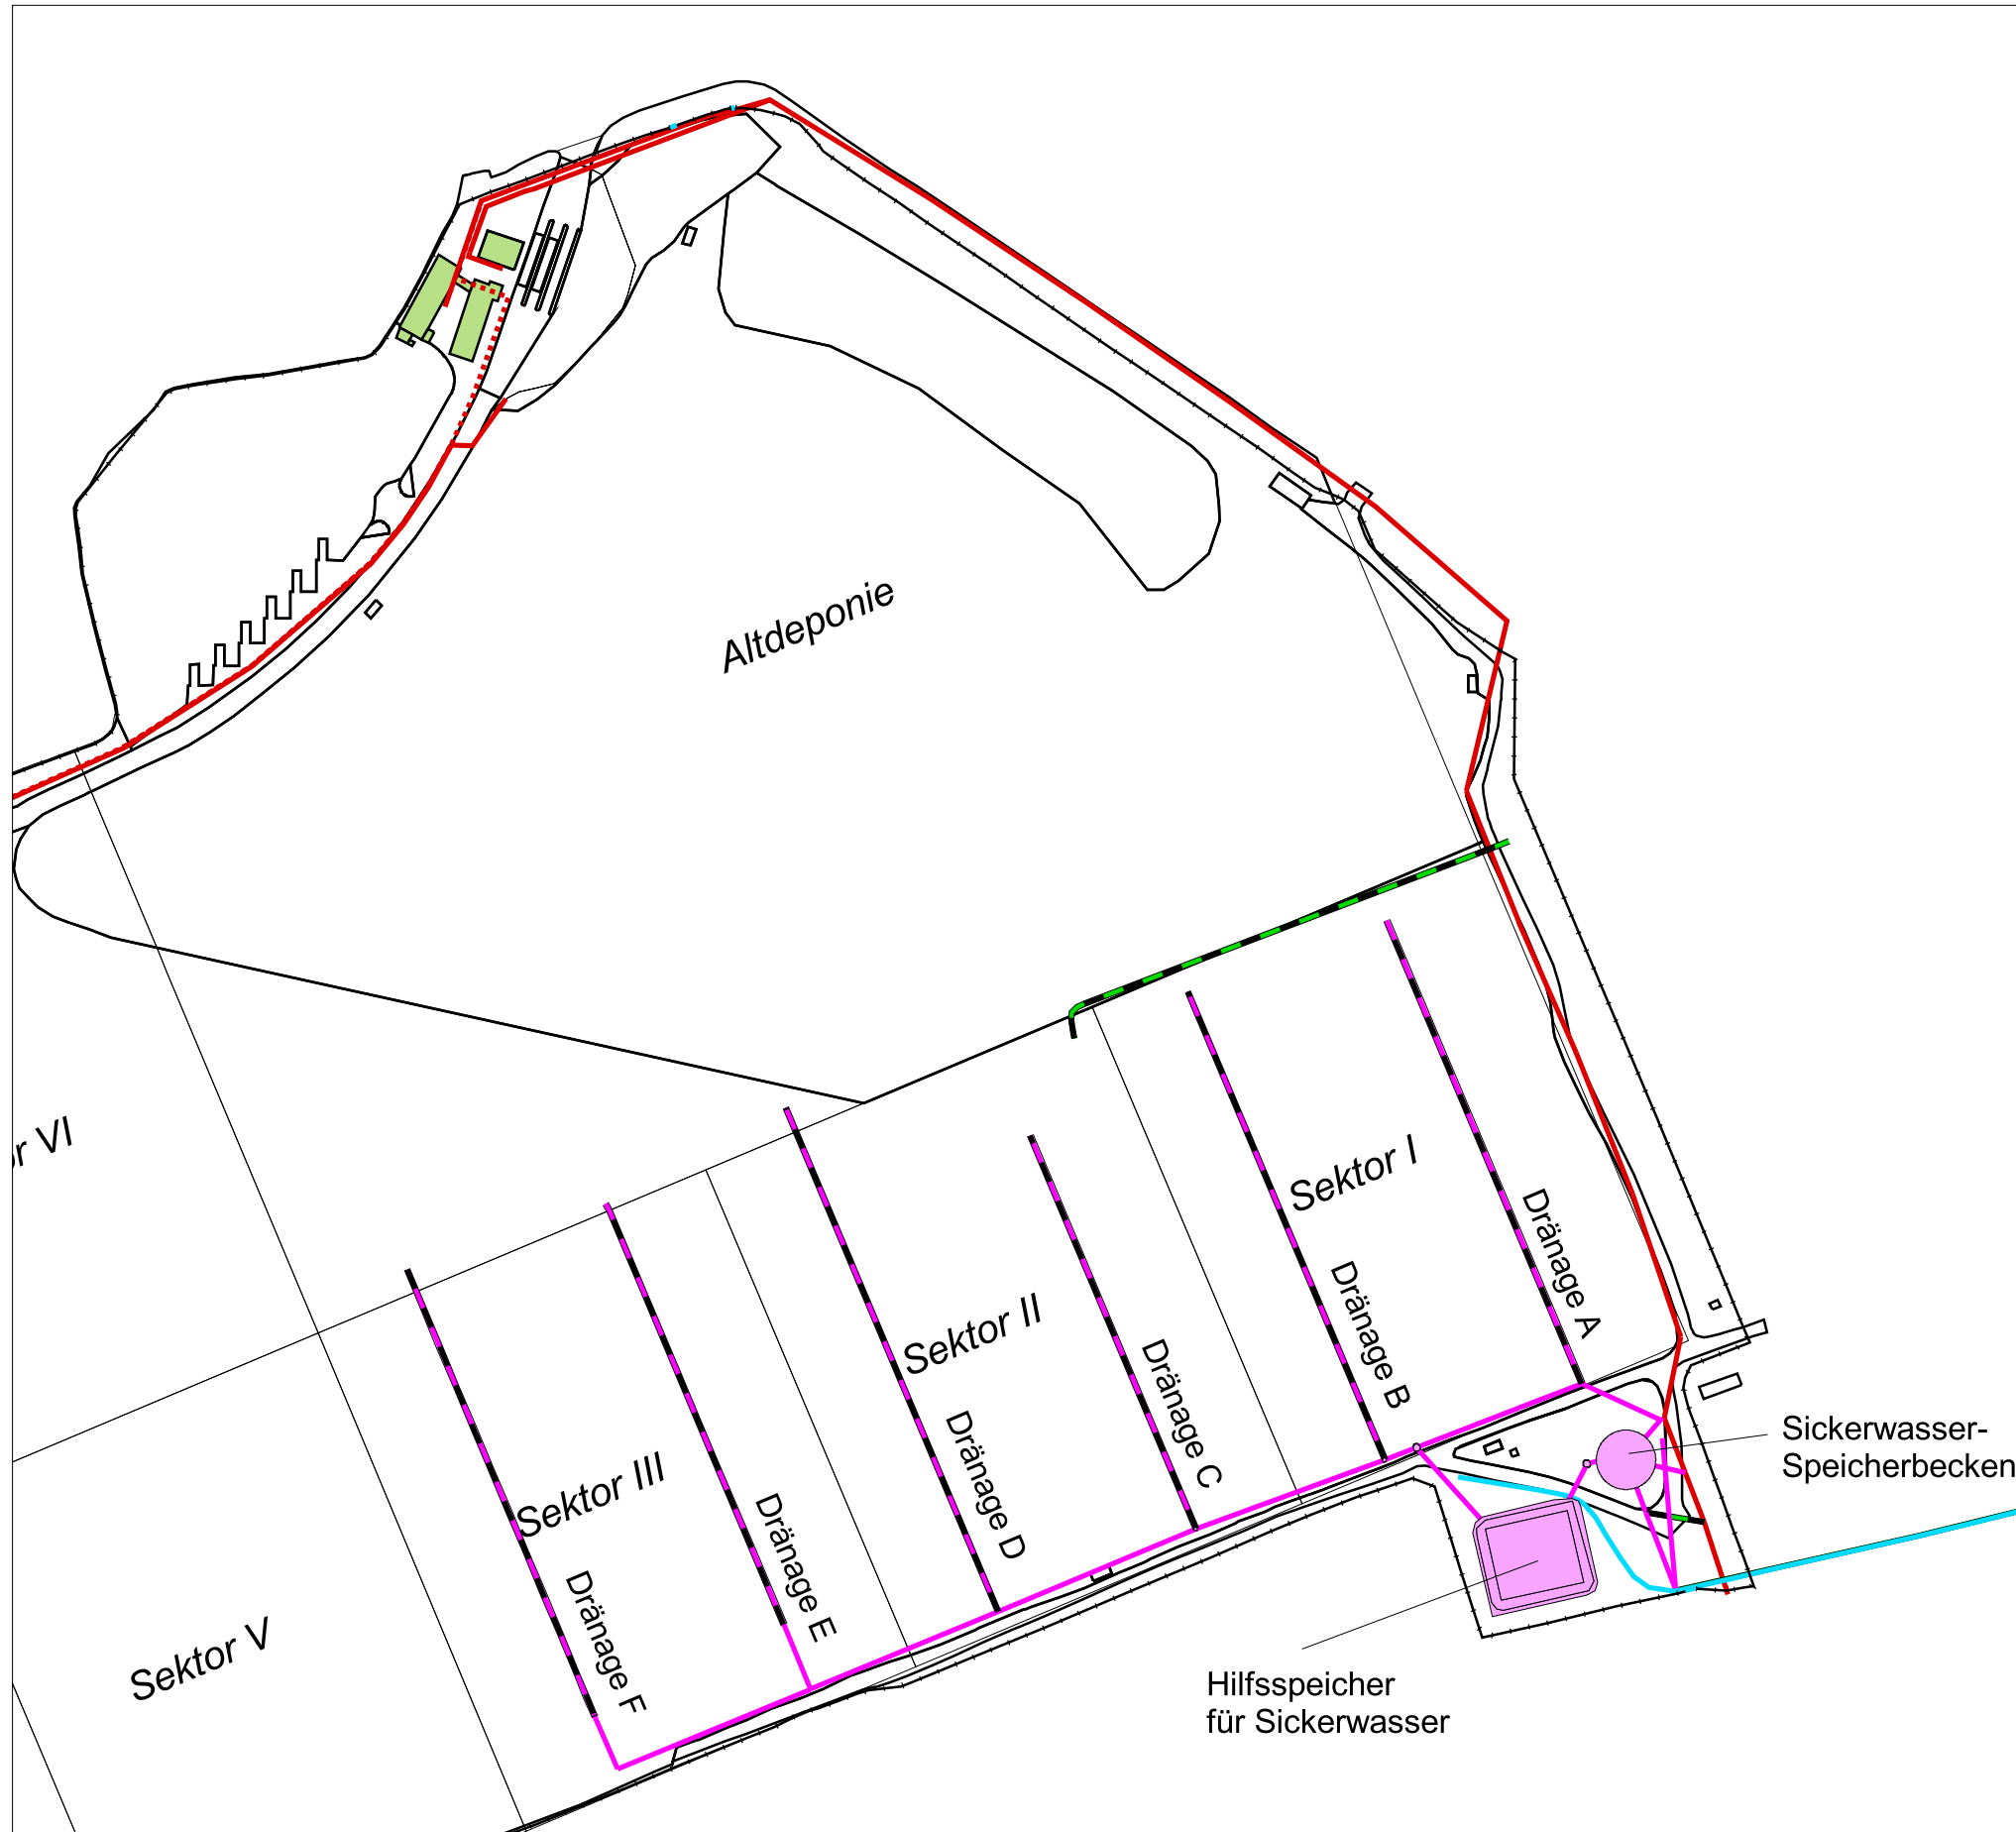 Altdeponie
r VI
Sektor I
Dränage A
Dränage B
Sektor II
Dränage C
Dränage D
Sektor III
Dränage E
Dränage F
Sektor V
Sickerwasser-
Speicherbecken
Hilfsspeicher
für Sickerwasser